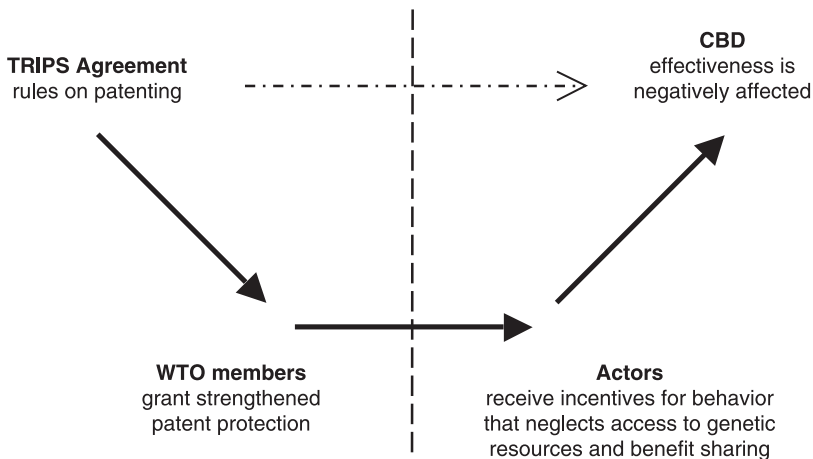 TRIPS Agreement
rules on patenting
CBD
effectiveness is
negatively affected
WTO members
grant strengthened
patent protection
Actors
receive incentives for behavior
that neglects access to genetic
resources and benefit sharing